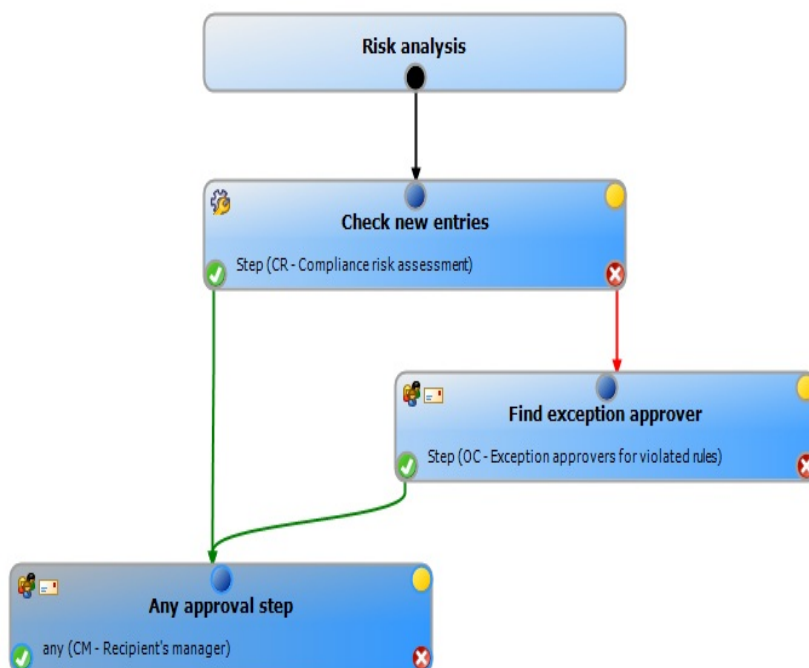 Risk analysis
Check new entries
Step (CR - Compliance risk assessment)
Find exception approver
Step (OC - Exception approvers for violated rules)
Any approval step
any (CM - Recipient's manager)